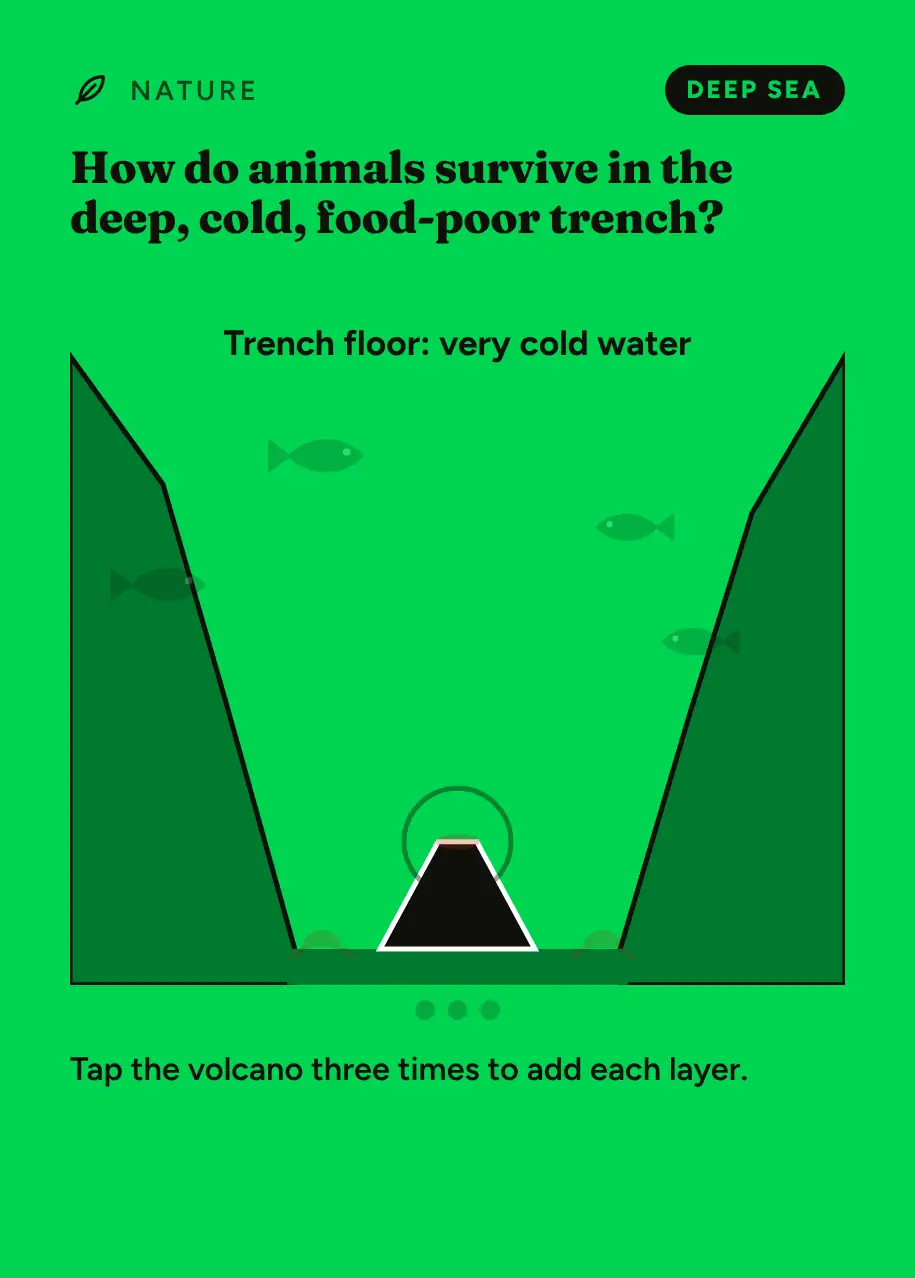 NATURE
DEEP SEA
How do animals survive in the
deep, cold, food-poor trench?
Trench floor: very cold water
Tap the volcano three times to add each layer.